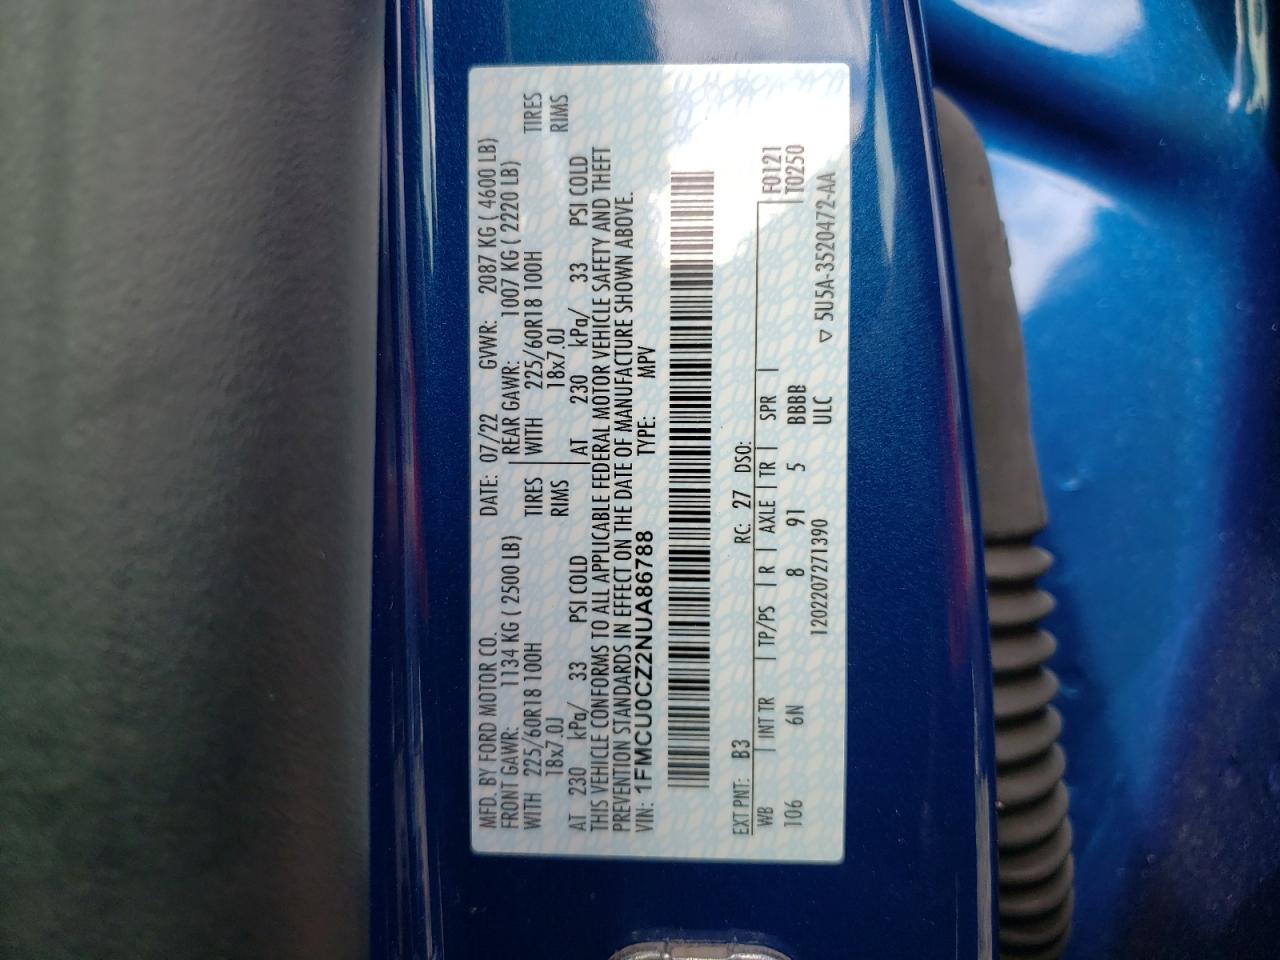 MFD. BY FORD MOTOR CO. DATE: 07/22 GVWR: 2087 KG ( 4600 LB)
FRONT GAWR: 1134 KG ( 2500 LB) REAR GAWR: 1007 KG ( 2220 LB)
WITH 225/60R18 100H TIRES WITH 225/60R18 100H TIRES
18x7.0J RIMS 18x7.0J RIMS
AT 230 kPa/ 33 PSI COLD AT 230 kPa/ 33 PSI COLD
THIS VEHICLE CONFORMS TO ALL APPLICABLE FEDERAL MOTOR VEHICLE SAFETY AND THEFT
PREVENTION STANDARDS IN EFFECT ON THE DATE OF MANUFACTURE SHOWN ABOVE.
VIN: 1FMCU0CZ2NUA86788 TYPE: MPV
EXT PNT: B3 RC: 27 DSO:
WB INT TR TP/PS R AXLE TR SPR F0121
106 6N 8 91 5 BBBB T0250
ULC
1202207271390 ▽ 5U5A-3520472-AA